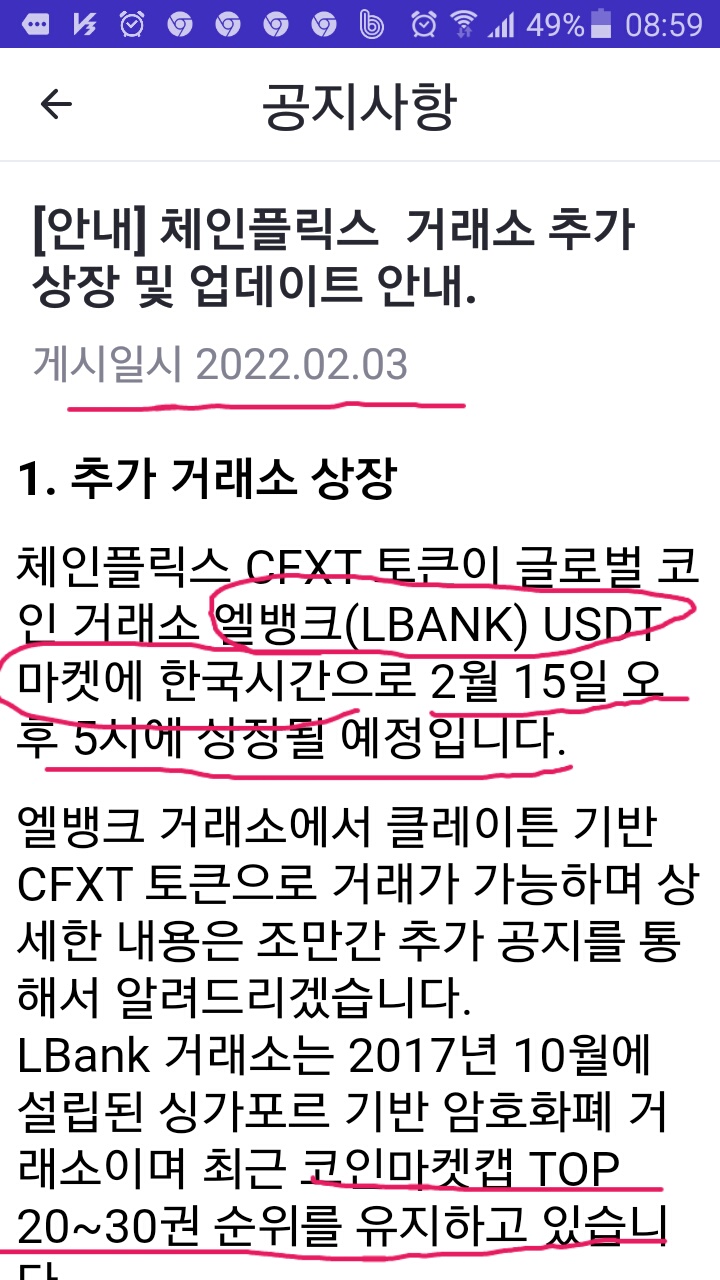 49% 08:59
공지사항
[안내] 체인플릭스 거래소 추가
상장 및 업데이트 안내.
게시일시 2022.02.03
1. 추가 거래소 상장
체인플릭스 CFXT 토큰이 글로벌 코
인 거래소 엘뱅크(LBANK) USDT
마켓에 한국시간으로 2월 15일 오
후 5시에 상장될 예정입니다.
엘뱅크 거래소에서 클레이튼 기반
CFXT 토큰으로 거래가 가능하며 상
세한 내용은 조만간 추가 공지를 통
해서 알려드리겠습니다.
LBank 거래소는 2017년 10월에
설립된 싱가포르 기반 암호화폐 거
래소이며 최근 코인마켓캡 TOP
20~30권 순위를 유지하고 있습니